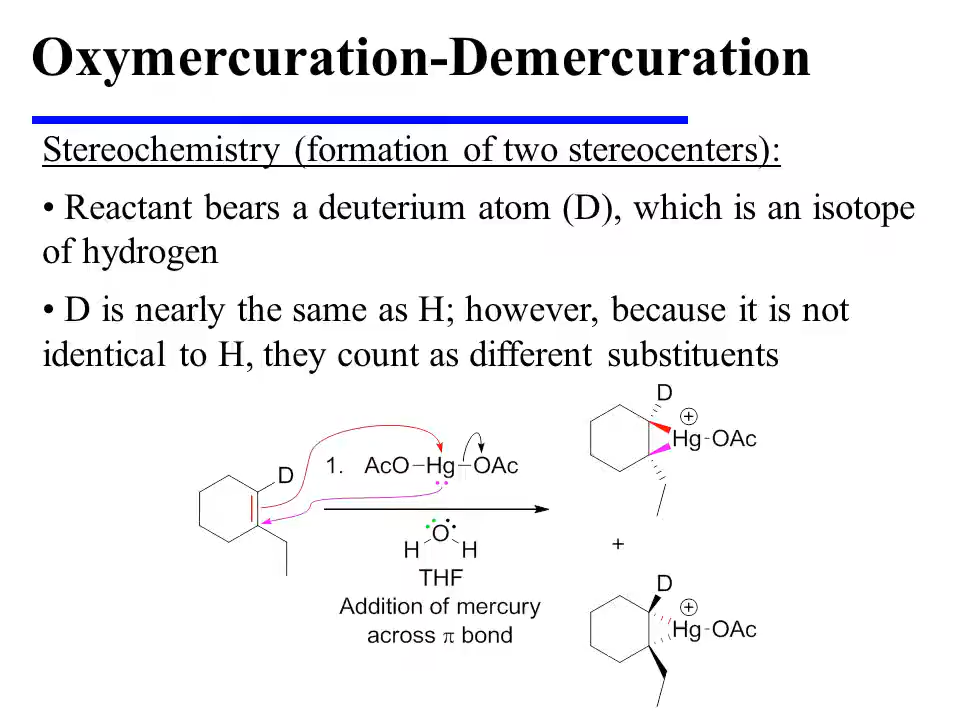 Oxymercuration-Demercuration
Stereochemistry (formation of two stereocenters):
• Reactant bears a deuterium atom (D), which is an isotope
of hydrogen
• D is nearly the same as H; however, because it is not
identical to H, they count as different substituents
D
1. AcO Hg OAc
H O H
THF
Addition of mercury
across π bond
D
+
Hg OAc
+
D
+
Hg OAc